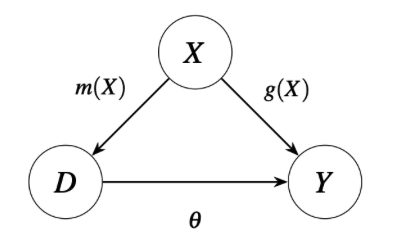 X
m(X) g(X)
D Y
θ